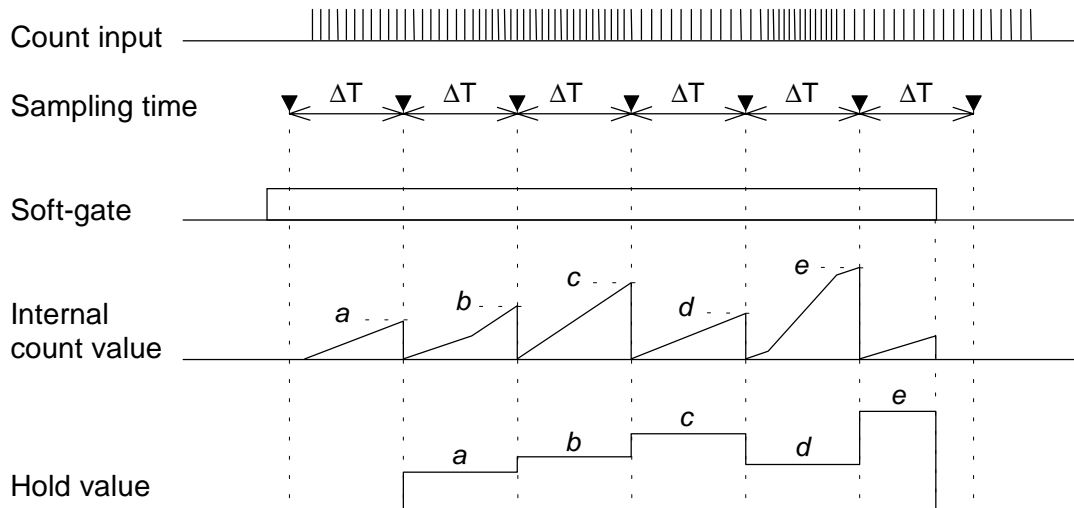 Count input
Sampling time
ΔT ΔT ΔT ΔT ΔT ΔT
Soft-gate
a b c d e
Internal
count value
a b c d e
Hold value